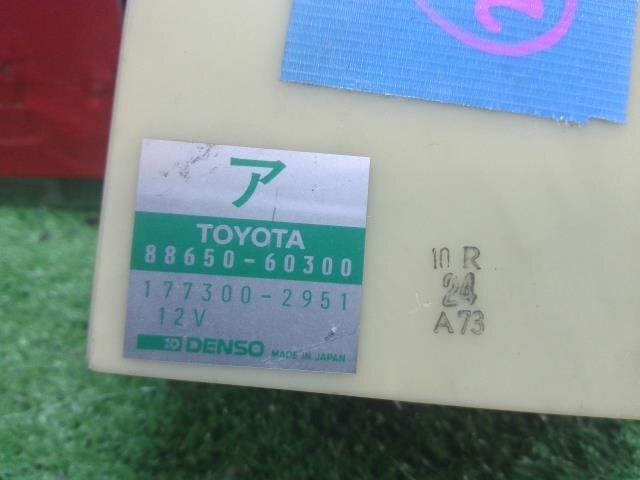 ア
TOYOTA
88650-60300
177300-2951
12V
DENSO MADE IN JAPAN
10 R
24
A73